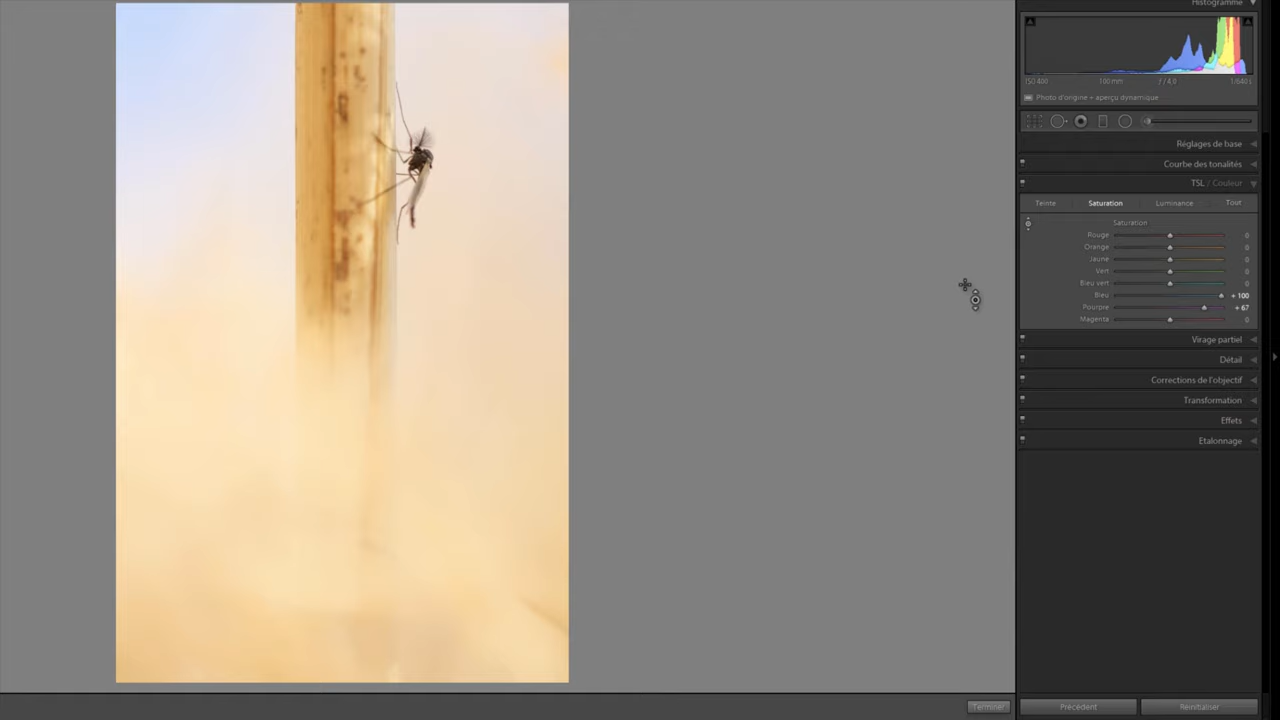 Histogramme
ISO 400 100 mm f / 4,0 1/640 s
Photo d'origine + aperçu dynamique
Réglages de base
Courbe des tonalités
TSL / Couleur
Teinte Saturation Luminance Tout
Saturation
Rouge 0
Orange 0
Jaune 0
Vert 0
Bleu vert 0
Bleu + 100
Pourpre + 67
Magenta 0
Virage partiel
Détail
Corrections de l'objectif
Transformation
Effets
Étalonnage
Terminer
Précédent
Réinitialiser